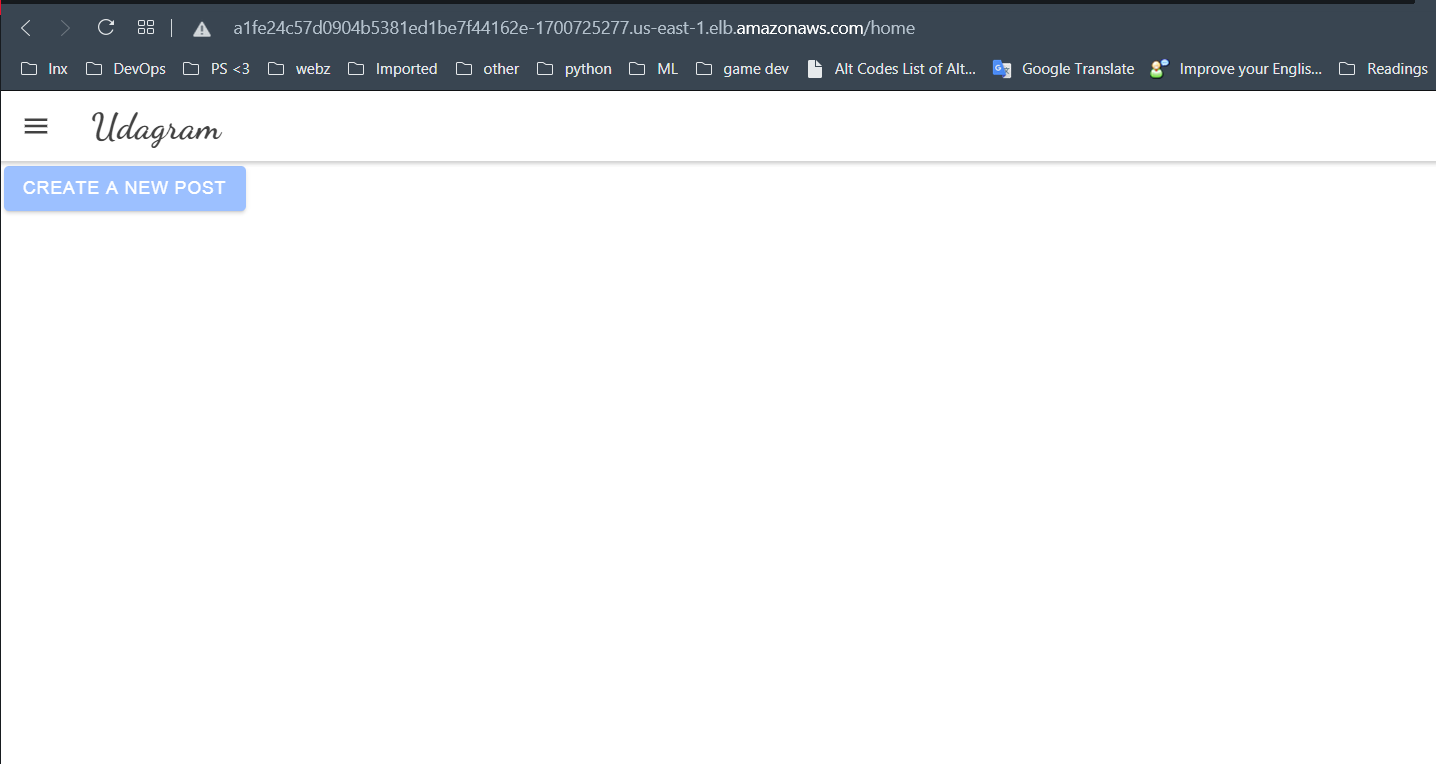 a1fe24c57d0904b5381ed1be7f44162e-1700725277.us-east-1.elb.amazonaws.com/home
lnx DevOps PS <3 webz Imported other python ML game dev Alt Codes List of Alt... Google Translate Improve your Englis... Readings
Udagram
CREATE A NEW POST